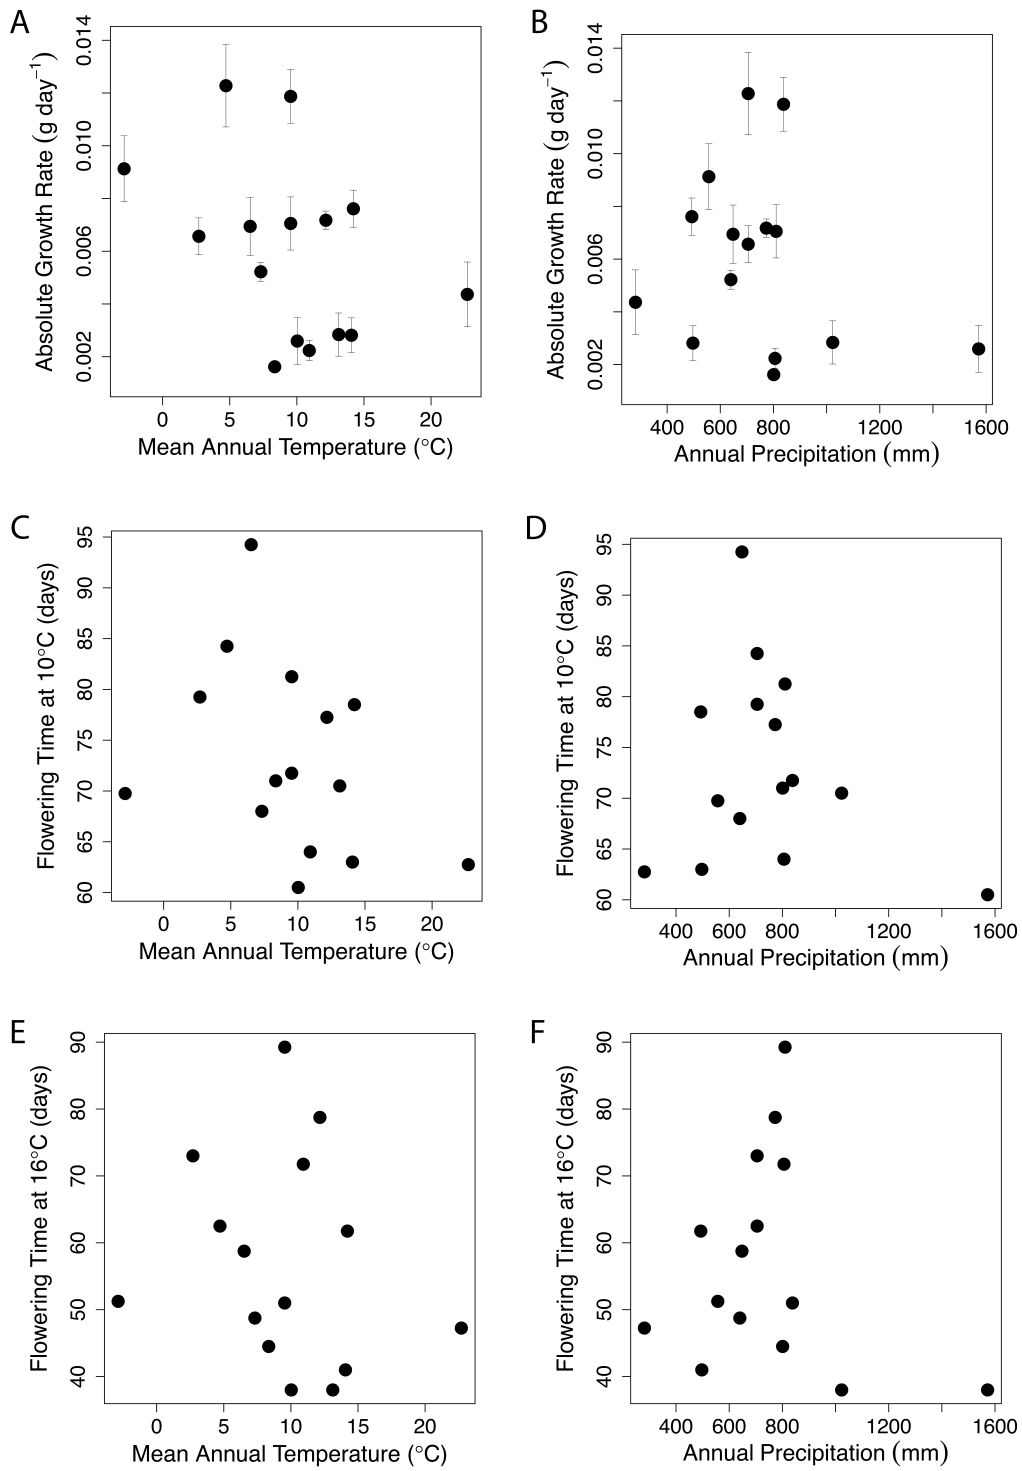 A
B
Absolute Growth Rate (g day−1)
0.002 0.006 0.010 0.014
0 5 10 15 20
Mean Annual Temperature (°C)
Absolute Growth Rate (g day−1)
0.002 0.006 0.010 0.014
400 600 800 1200 1600
Annual Precipitation (mm)
C
D
Flowering Time at 10°C (days)
60 65 70 75 80 85 90 95
0 5 10 15 20
Mean Annual Temperature (°C)
Flowering Time at 10°C (days)
60 65 70 75 80 85 90 95
400 600 800 1200 1600
Annual Precipitation (mm)
E
F
Flowering Time at 16°C (days)
40 50 60 70 80 90
0 5 10 15 20
Mean Annual Temperature (°C)
Flowering Time at 16°C (days)
40 50 60 70 80 90
400 600 800 1200 1600
Annual Precipitation (mm)